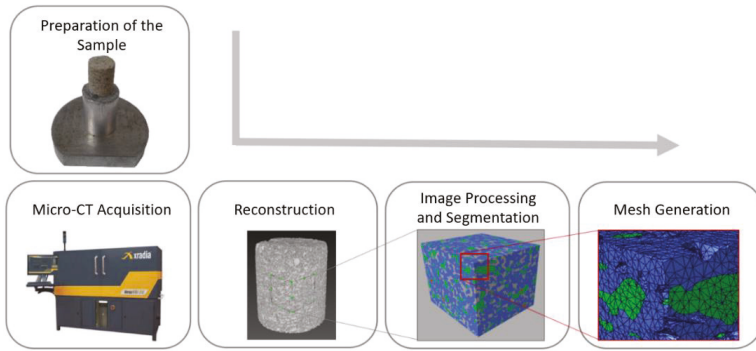 Preparation of the
Sample
Micro-CT Acquisition
xradia
Reconstruction
Image Processing
and Segmentation
Mesh Generation